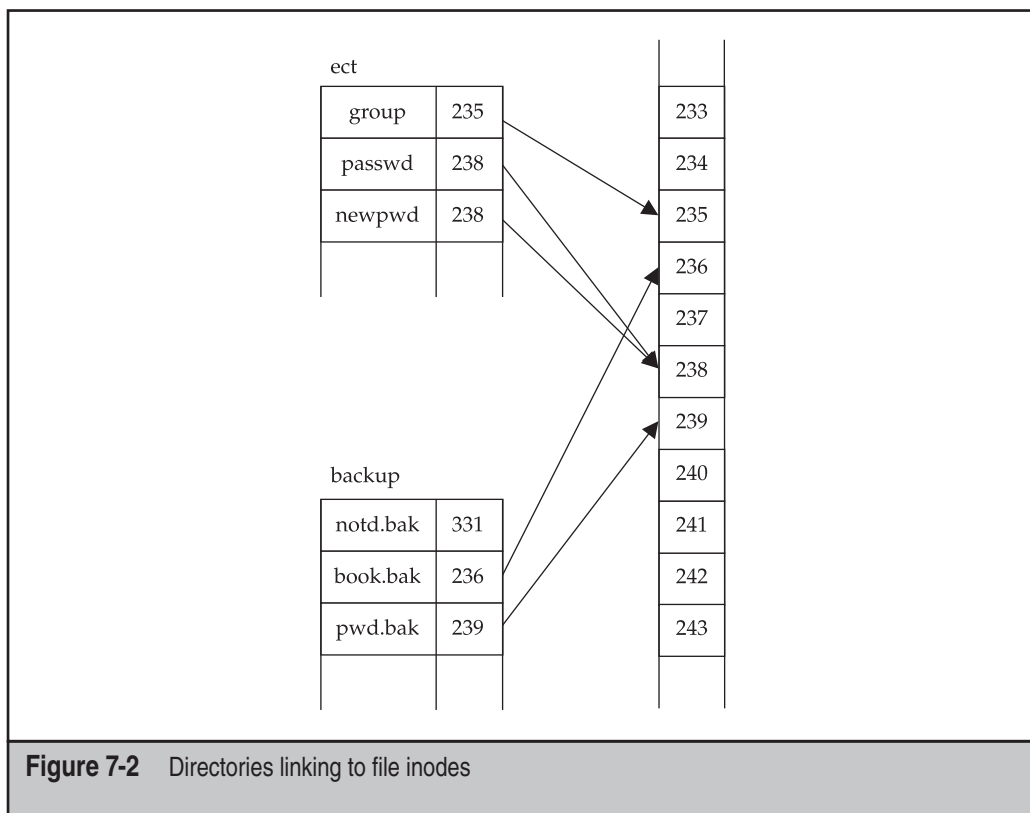 ect
group 235
passwd 238
newpwd 238
backup
notd.bak 331
book.bak 236
pwd.bak 239
233
234
235
236
237
238
239
240
241
242
243
Figure 7-2 Directories linking to file inodes